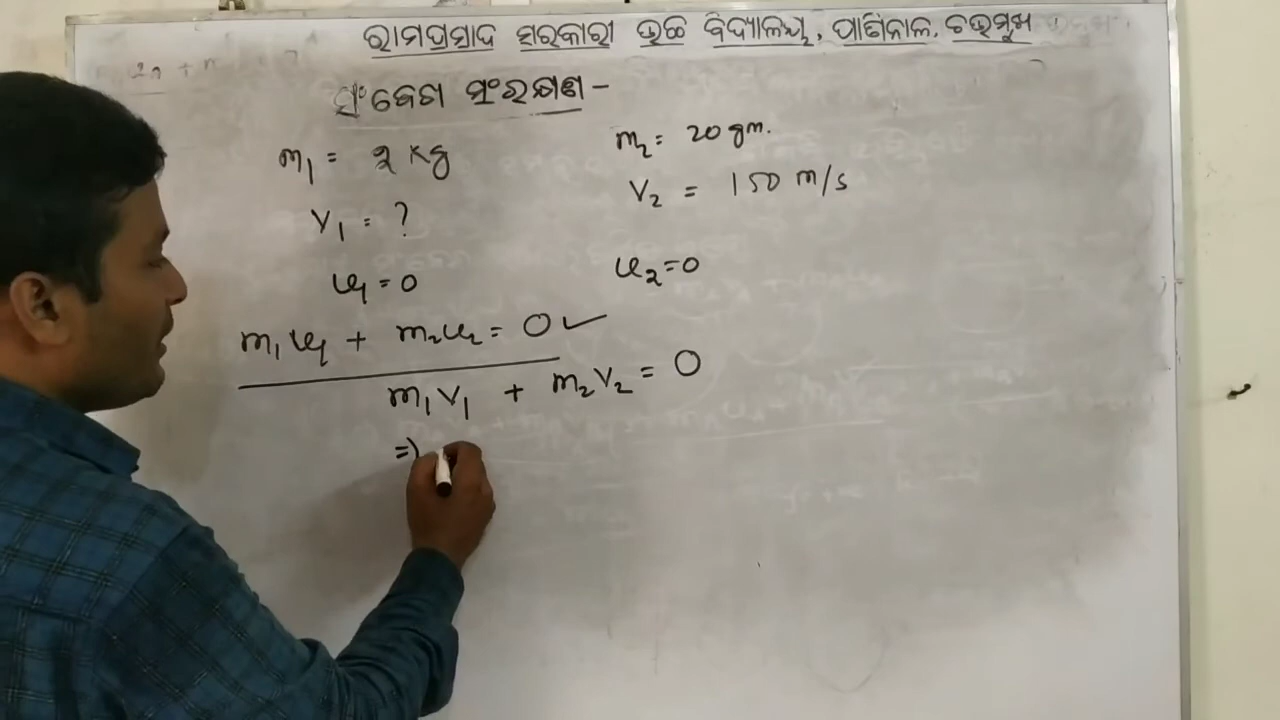 ରାମପ୍ରସାଦ ସରକାରୀ ଉଚ୍ଚ ବିଦ୍ୟାଳୟ, ପାଣିନାଳ, ଚଉମୁଖ
ସଂବେଗ ସଂରକ୍ଷଣ –
m₁ = 2 Kg
m₂ = 20 gm.
V₁ = ?
V₂ = 150 m/s
u₁ = 0
u₂ = 0
m₁u₁ + m₂u₂ = 0 ✓
m₁v₁ + m₂v₂ = 0
⇒